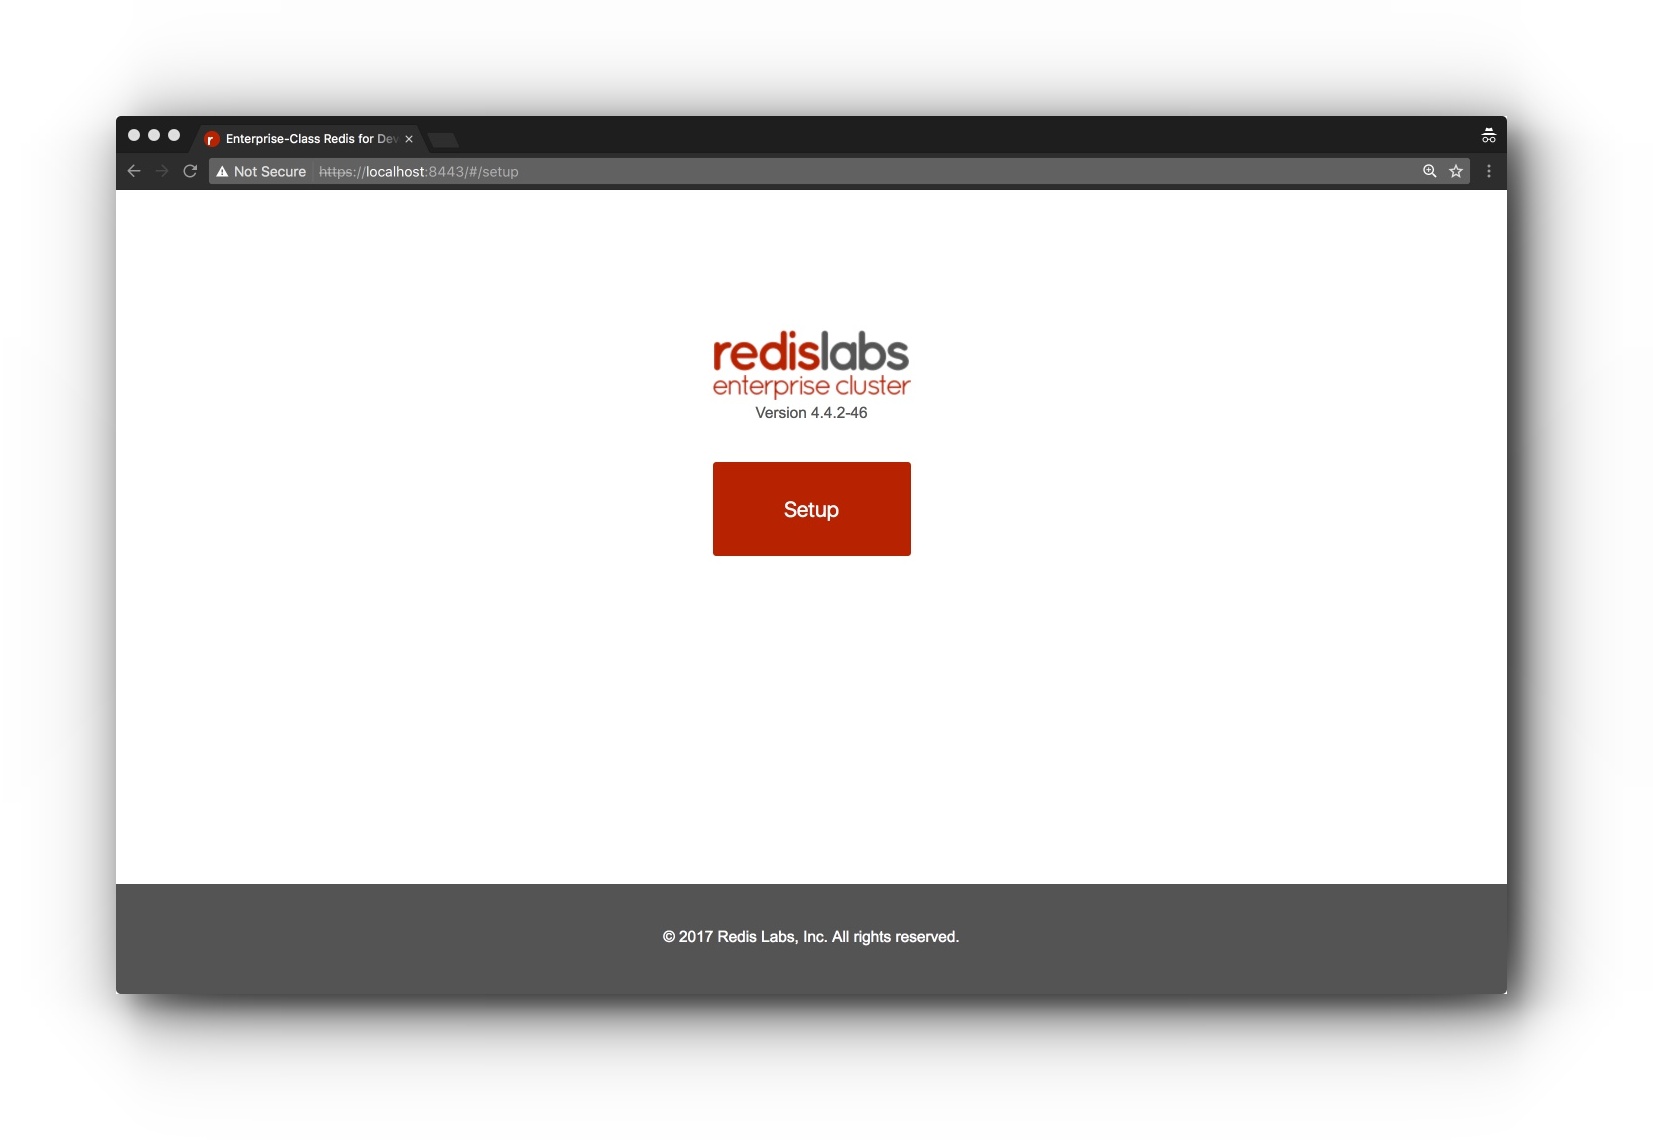 Enterprise-Class Redis for Dev
Not Secure https://localhost:8443/#/setup
redislabs
enterprise cluster
Version 4.4.2-46
Setup
© 2017 Redis Labs, Inc. All rights reserved.